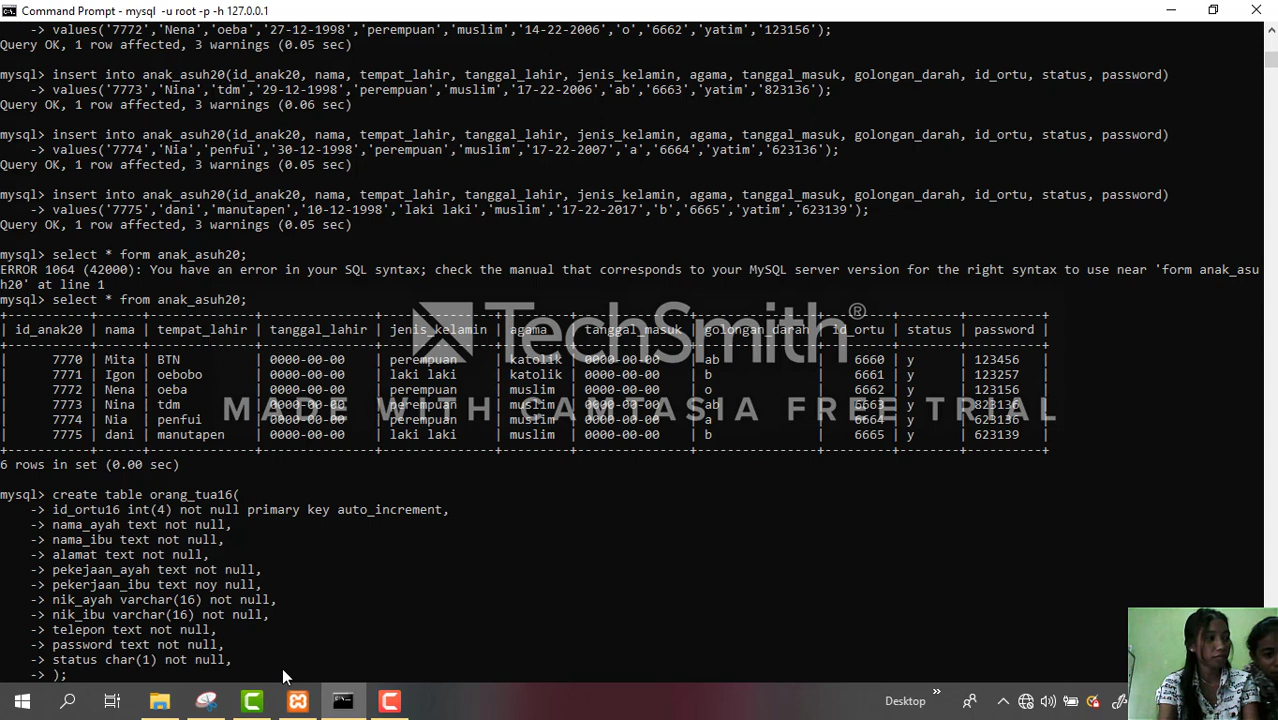 Command Prompt - mysql -u root -p -h 127.0.0.1
-> values('7772','Nena','oeba','27-12-1998','perempuan','muslim','14-22-2006','o','6662','yatim','123156');
Query OK, 1 row affected, 3 warnings (0.05 sec)
mysql> insert into anak_asuh20(id_anak20, nama, tempat_lahir, tanggal_lahir, jenis_kelamin, agama, tanggal_masuk, golongan_darah, id_ortu, status, password)
-> values('7773','Nina','tdm','29-12-1998','perempuan','muslim','17-22-2006','ab','6663','yatim','823136');
Query OK, 1 row affected, 3 warnings (0.06 sec)
mysql> insert into anak_asuh20(id_anak20, nama, tempat_lahir, tanggal_lahir, jenis_kelamin, agama, tanggal_masuk, golongan_darah, id_ortu, status, password)
-> values('7774','Nia','penfui','30-12-1998','perempuan','muslim','17-22-2007','a','6664','yatim','623136');
Query OK, 1 row affected, 3 warnings (0.05 sec)
mysql> insert into anak_asuh20(id_anak20, nama, tempat_lahir, tanggal_lahir, jenis_kelamin, agama, tanggal_masuk, golongan_darah, id_ortu, status, password)
-> values('7775','dani','manutapen','10-12-1998','laki laki','muslim','17-22-2017','b','6665','yatim','623139');
Query OK, 1 row affected, 3 warnings (0.05 sec)
mysql> select * form anak_asuh20;
ERROR 1064 (42000): You have an error in your SQL syntax; check the manual that corresponds to your MySQL server version for the right syntax to use near 'form anak_asu
h20' at line 1
mysql> select * from anak_asuh20;
| id_anak20 | nama | tempat_lahir | tanggal_lahir | jenis_kelamin | agama | tanggal_masuk | golongan_darah | id_ortu | status | password |
| 7770 | Mita | BTN | 0000-00-00 | perempuan | katolik | 0000-00-00 | ab | 6660 | y | 123456 |
| 7771 | Igon | oebobo | 0000-00-00 | laki laki | katolik | 0000-00-00 | b | 6661 | y | 123257 |
| 7772 | Nena | oeba | 0000-00-00 | perempuan | muslim | 0000-00-00 | o | 6662 | y | 123156 |
| 7773 | Nina | tdm | 0000-00-00 | perempuan | muslim | 0000-00-00 | ab | 6663 | y | 823136 |
| 7774 | Nia | penfui | 0000-00-00 | perempuan | muslim | 0000-00-00 | a | 6664 | y | 623136 |
| 7775 | dani | manutapen | 0000-00-00 | laki laki | muslim | 0000-00-00 | b | 6665 | y | 623139 |
TechSmith®
MADE WITH CAMTASIA FREE TRIAL
6 rows in set (0.00 sec)
mysql> create table orang_tua16(
-> id_ortu16 int(4) not null primary key auto_increment,
-> nama_ayah text not null,
-> nama_ibu text not null,
-> alamat text not null,
-> pekejaan_ayah text not null,
-> pekerjaan_ibu text noy null,
-> nik_ayah varchar(16) not null,
-> nik_ibu varchar(16) not null,
-> telepon text not null,
-> password text not null,
-> status char(1) not null,
-> );
Desktop